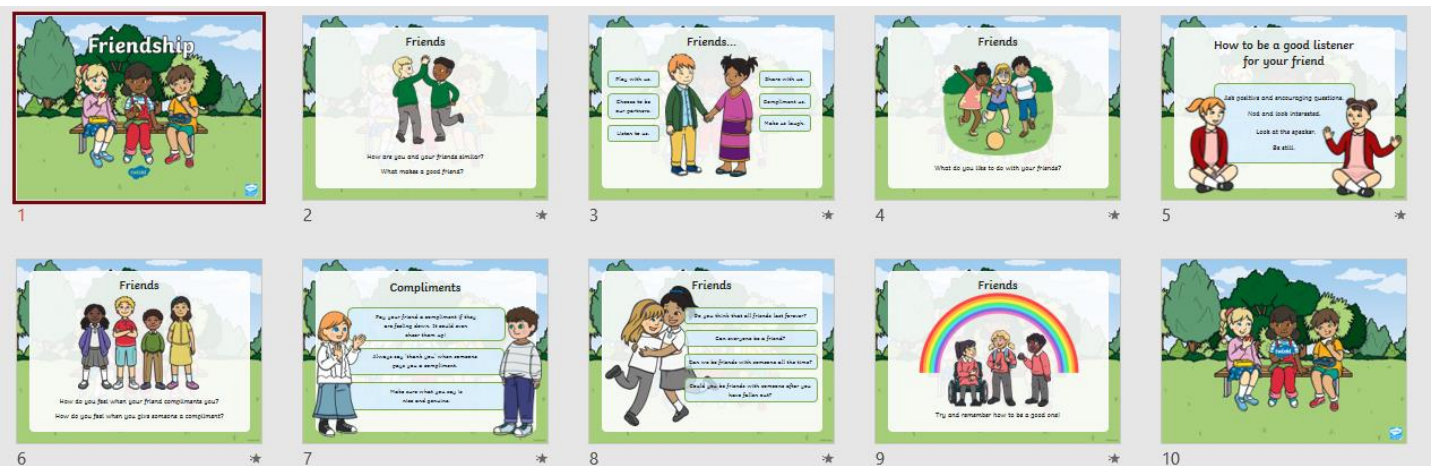 Friendship
twinkl
1
Friends
How are you and your friends similar?
What makes a good friend?
2
Friends...
Play with us.
Choose to be
our partners.
Listen to us.
Share with us.
Compliment us.
Make us laugh.
3
Friends
What do you like to do with your friends?
4
How to be a good listener
for your friend
Ask positive and encouraging questions.
Nod and look interested.
Look at the speaker.
Be still.
5
Friends
How do you feel when your friend compliments you?
How do you feel when you give someone a compliment?
6
Compliments
Pay your friend a compliment if they
are feeling down. It could even
cheer them up!
Always say 'thank you' when someone
pays you a compliment.
Make sure what you say is
nice and genuine.
7
Friends
Do you think that all friends last forever?
Can everyone be a friend?
Can we be friends with someone all the time?
Could you be friends with someone after you
have fallen out?
8
Friends
Try and remember how to be a good one!
9
twinkl
10